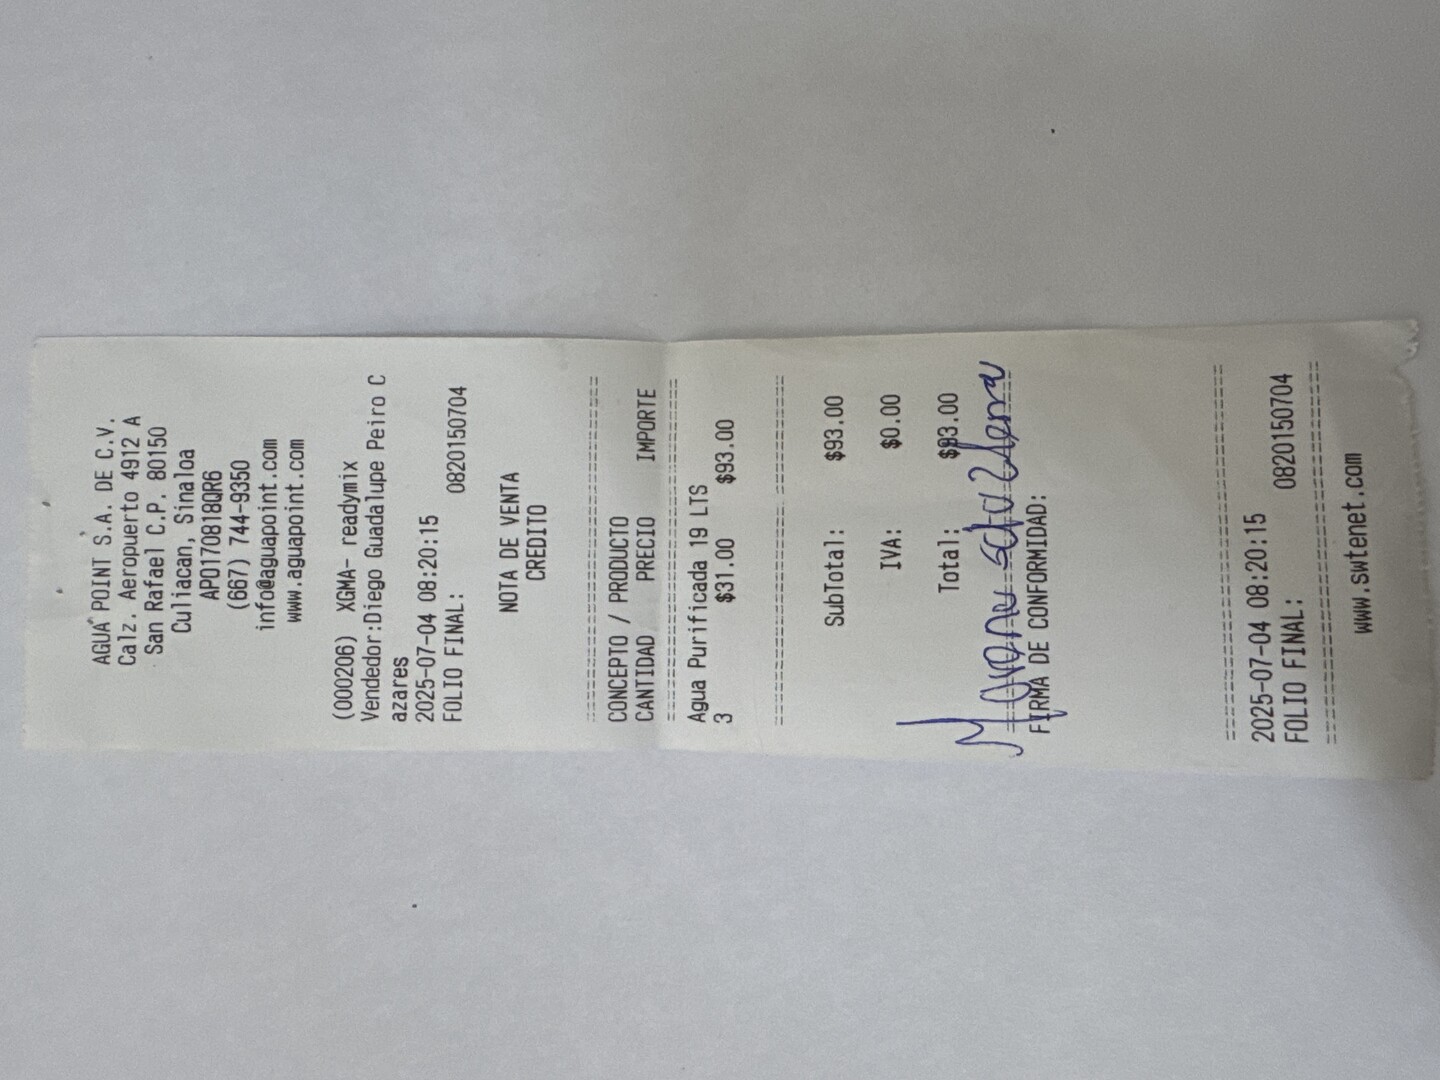 AGUA POINT S.A. DE C.V.
Calz. Aeropuerto 4912 A
San Rafael C.P. 80150
Culiacan, Sinaloa
APO170818QR6
(667) 744-9350
info@aguapoint.com
www.aguapoint.com
(000206) XGMA- readymix
Vendedor:Diego Guadalupe Peiro C
azares
2025-07-04 08:20:15
FOLIO FINAL: 0820150704
NOTA DE VENTA
CREDITO
===============================
CONCEPTO / PRODUCTO
CANTIDAD PRECIO IMPORTE
===============================
Agua Purificada 19 LTS
3 $31.00 $93.00
===============================
SubTotal: $93.00
IVA: $0.00
Total: $93.00
===============================
FIRMA DE CONFORMIDAD:
===============================
2025-07-04 08:20:15
FOLIO FINAL: 0820150704
===============================
www.swtenet.com